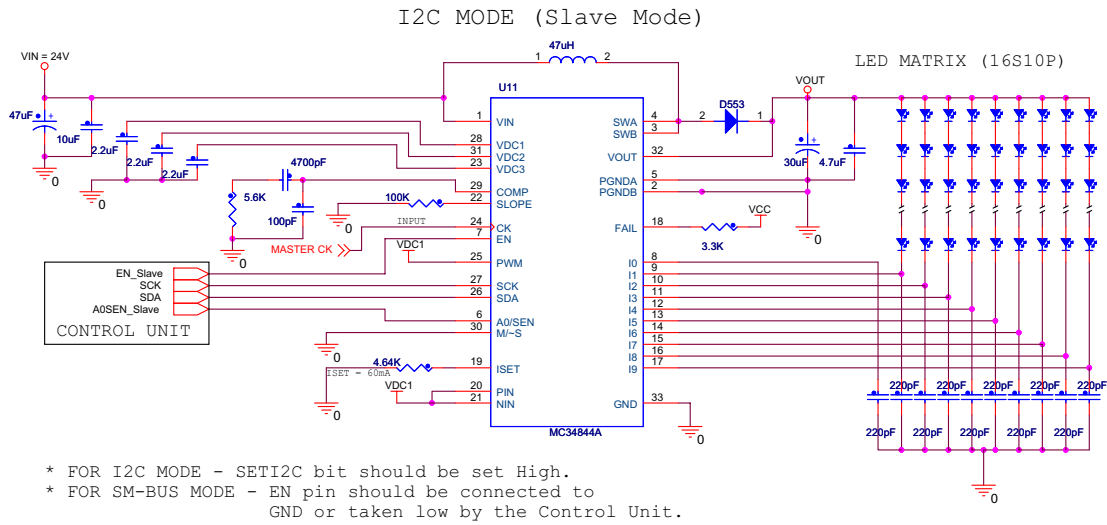 I2C MODE (Slave Mode)
VIN = 24V
47uF
10uF
2.2uF
2.2uF
2.2uF
4700pF
5.6K
100pF
100K
INPUT
MASTER CK
VDC1
EN_Slave
SCK
SDA
A0SEN_Slave
CONTROL UNIT
4.64K
ISET - 60mA
VDC1
0
0
0
0
0
0
47uH
1
2
U11
1 VIN
28 VDC1
31 VDC2
23 VDC3
29 COMP
22 SLOPE
24 CK
7 EN
25 PWM
27 SCK
26 SDA
6 A0/SEN
30 M/~S
19 ISET
20 PIN
21 NIN
SWA 4
SWB 3
VOUT 32
PGNDA 5
PGNDB 2
FAIL 18
I0 8
I1 9
I2 10
I3 11
I4 12
I5 13
I6 14
I7 15
I8 16
I9 17
GND 33
MC34844A
2
D553
1
VOUT
30uF
4.7uF
0
VCC
3.3K
0
LED MATRIX (16S10P)
220pF 220pF 220pF 220pF 220pF
220pF 220pF 220pF 220pF 220pF
0
* FOR I2C MODE - SETI2C bit should be set High.
* FOR SM-BUS MODE - EN pin should be connected to
GND or taken low by the Control Unit.